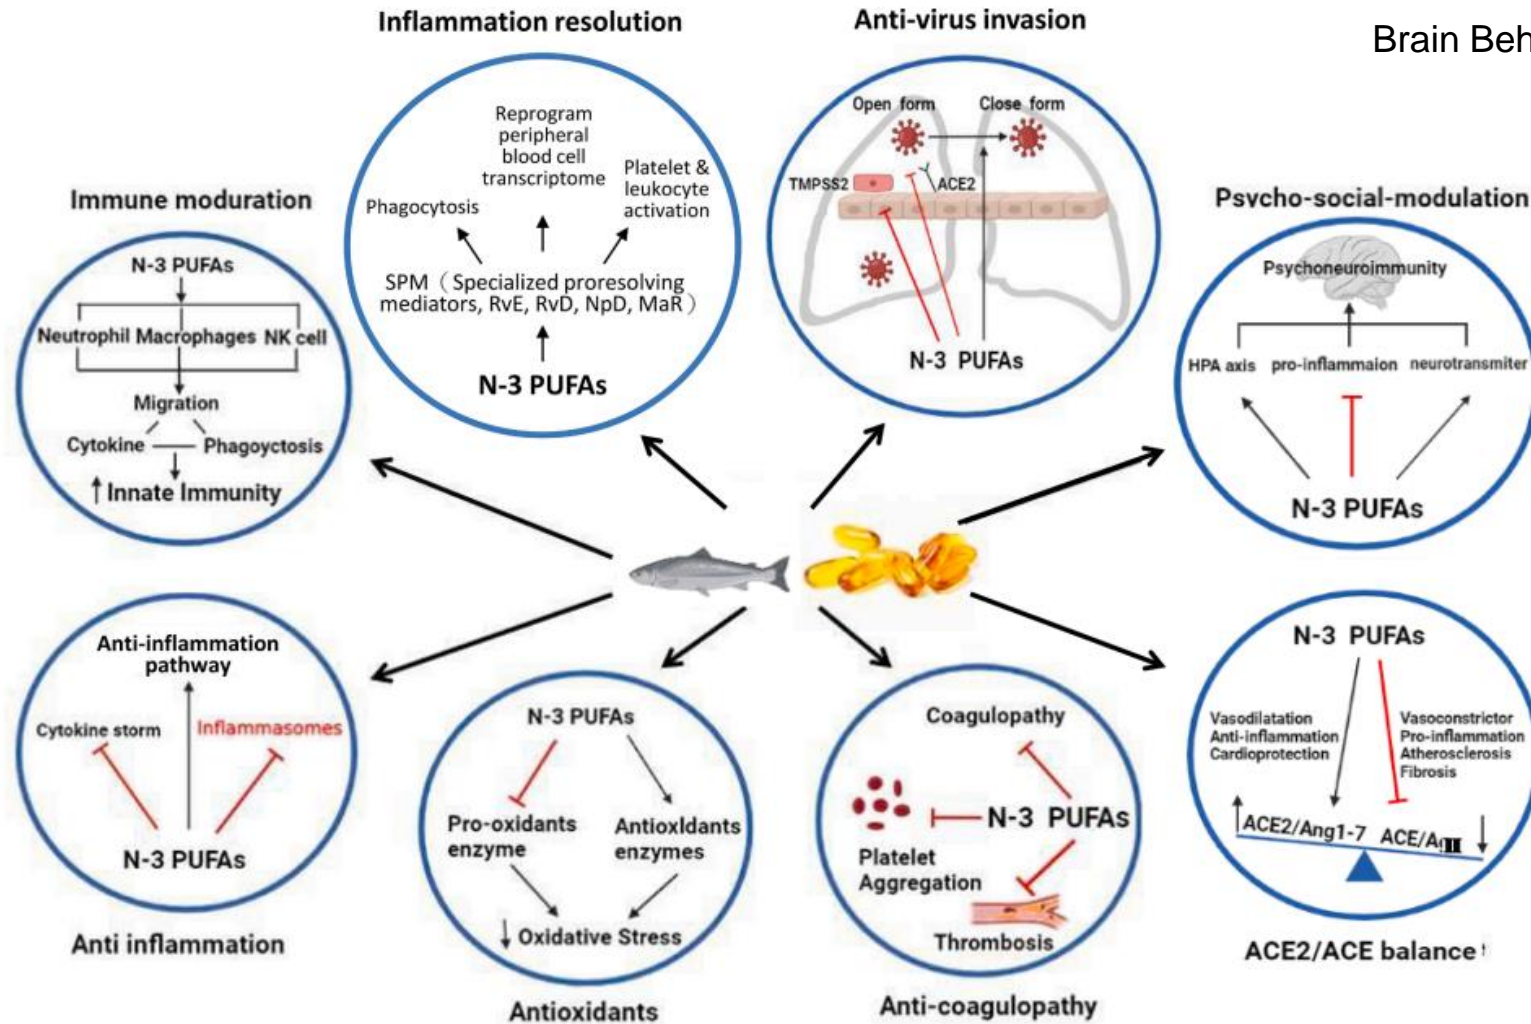 Inflammation resolution
Anti-virus invasion
Brain Beh
Reprogram
peripheral
blood cell
transcriptome
Phagocytosis
Platelet &
leukocyte
activation
SPM ( Specialized proresolving
mediators, RvE, RvD, NpD, MaR )
N-3 PUFAs
Open form
Close form
TMPSS2
ACE2
N-3 PUFAs
Immune moduration
N-3 PUFAs
Neutrophil Macrophages NK cell
Migration
Cytokine
Phagoyctosis
↑ Innate Immunity
Psycho-social-modulation
Psychoneuroimmunity
HPA axis pro-inflammaion neurotransmiter
N-3 PUFAs
Anti-inflammation
pathway
Cytokine storm
Inflammasomes
N-3 PUFAs
Anti inflammation
N-3 PUFAs
Pro-oxidants
enzyme
Antioxldants
enzymes
↓ Oxidative Stress
Antioxidants
Coagulopathy
N-3 PUFAs
Platelet
Aggregation
Thrombosis
Anti-coagulopathy
N-3 PUFAs
Vasodilatation
Anti-inflammation
Cardioprotection
Vasoconstrictor
Pro-inflammation
Atherosclerosis
Fibrosis
↑ ACE2/Ang1-7
ACE/A ↓
ACE2/ACE balance